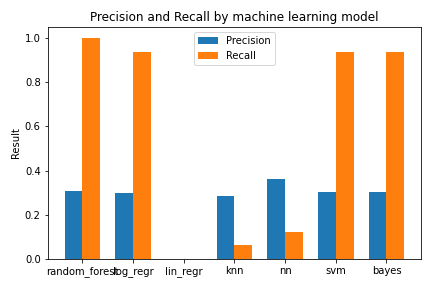 Precision and Recall by machine learning model
Precision
Recall
Result
1.0
0.8
0.6
0.4
0.2
0.0
random_forest
log_regr
lin_regr
knn
nn
svm
bayes